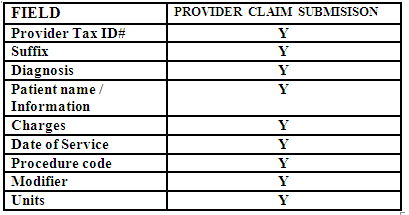 FIELD PROVIDER CLAIM SUBMISISON
Provider Tax ID# Y
Suffix Y
Diagnosis Y
Patient name / Y
Information
Charges Y
Date of Service Y
Procedure code Y
Modifier Y
Units Y